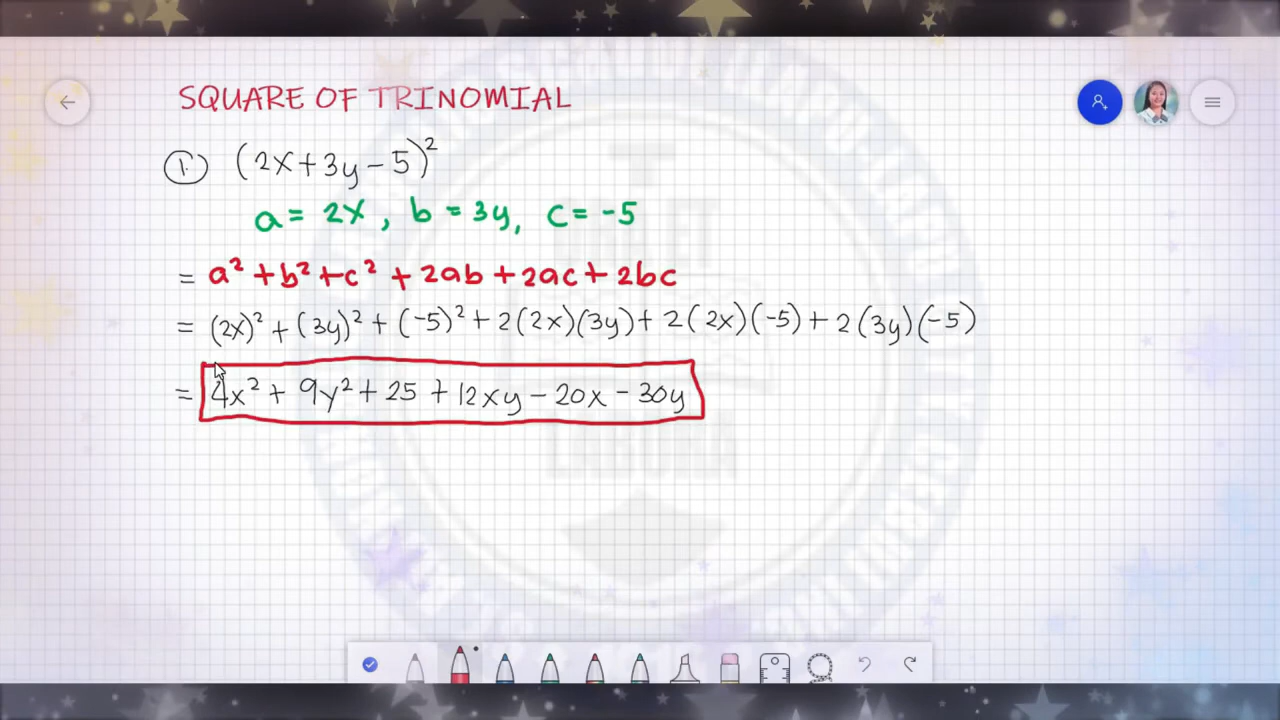 SQUARE OF TRINOMIAL
1. (2x+3y-5)²
a = 2x, b = 3y, c = -5
= a² + b² + c² + 2ab + 2ac + 2bc
= (2x)² + (3y)² + (-5)² + 2(2x)(3y) + 2(2x)(-5) + 2(3y)(-5)
= 4x² + 9y² + 25 + 12xy - 20x - 30y